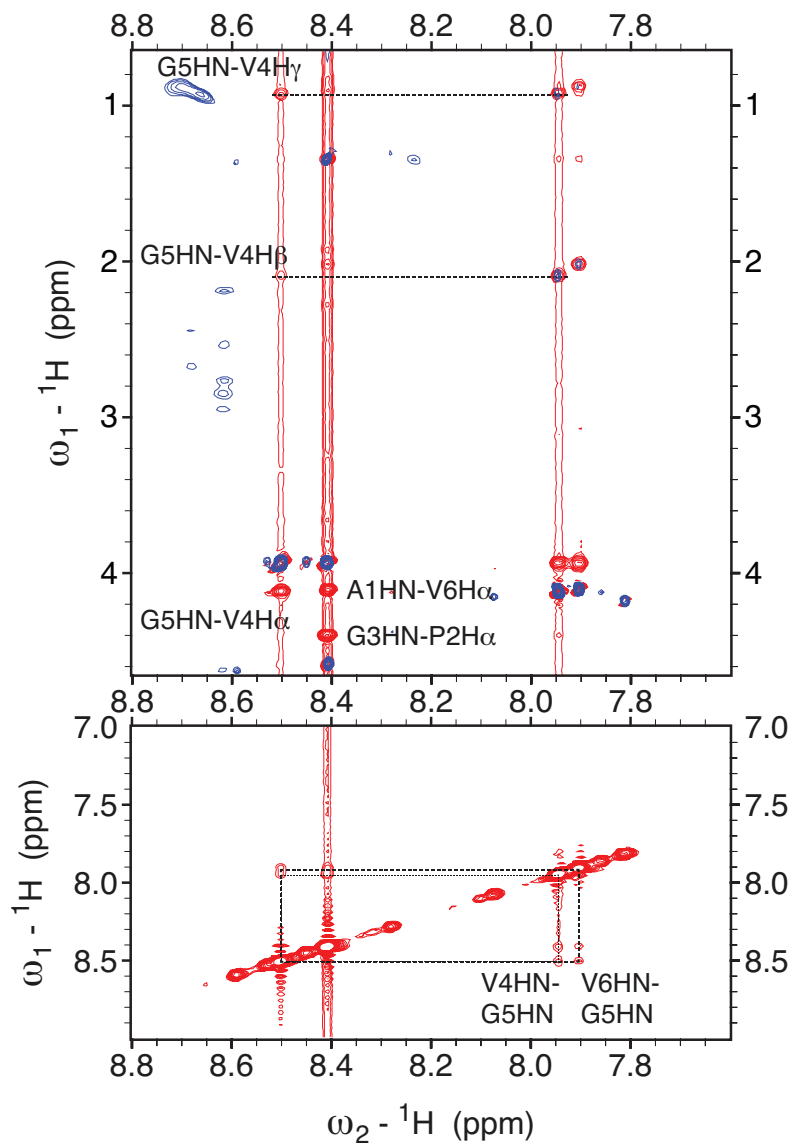 8.8 8.6 8.4 8.2 8.0 7.8
G5HN-V4Hγ
1 1
G5HN-V4Hβ
2 2
3 3
ω1 - 1H (ppm)
4 4
A1HN-V6Hα
G5HN-V4Hα
G3HN-P2Hα
8.8 8.6 8.4 8.2 8.0 7.8
7.0 7.0
7.5 7.5
ω1 - 1H (ppm)
8.0 8.0
8.5 8.5
V4HN- V6HN-
G5HN G5HN
8.8 8.6 8.4 8.2 8.0 7.8
ω2 - 1H (ppm)